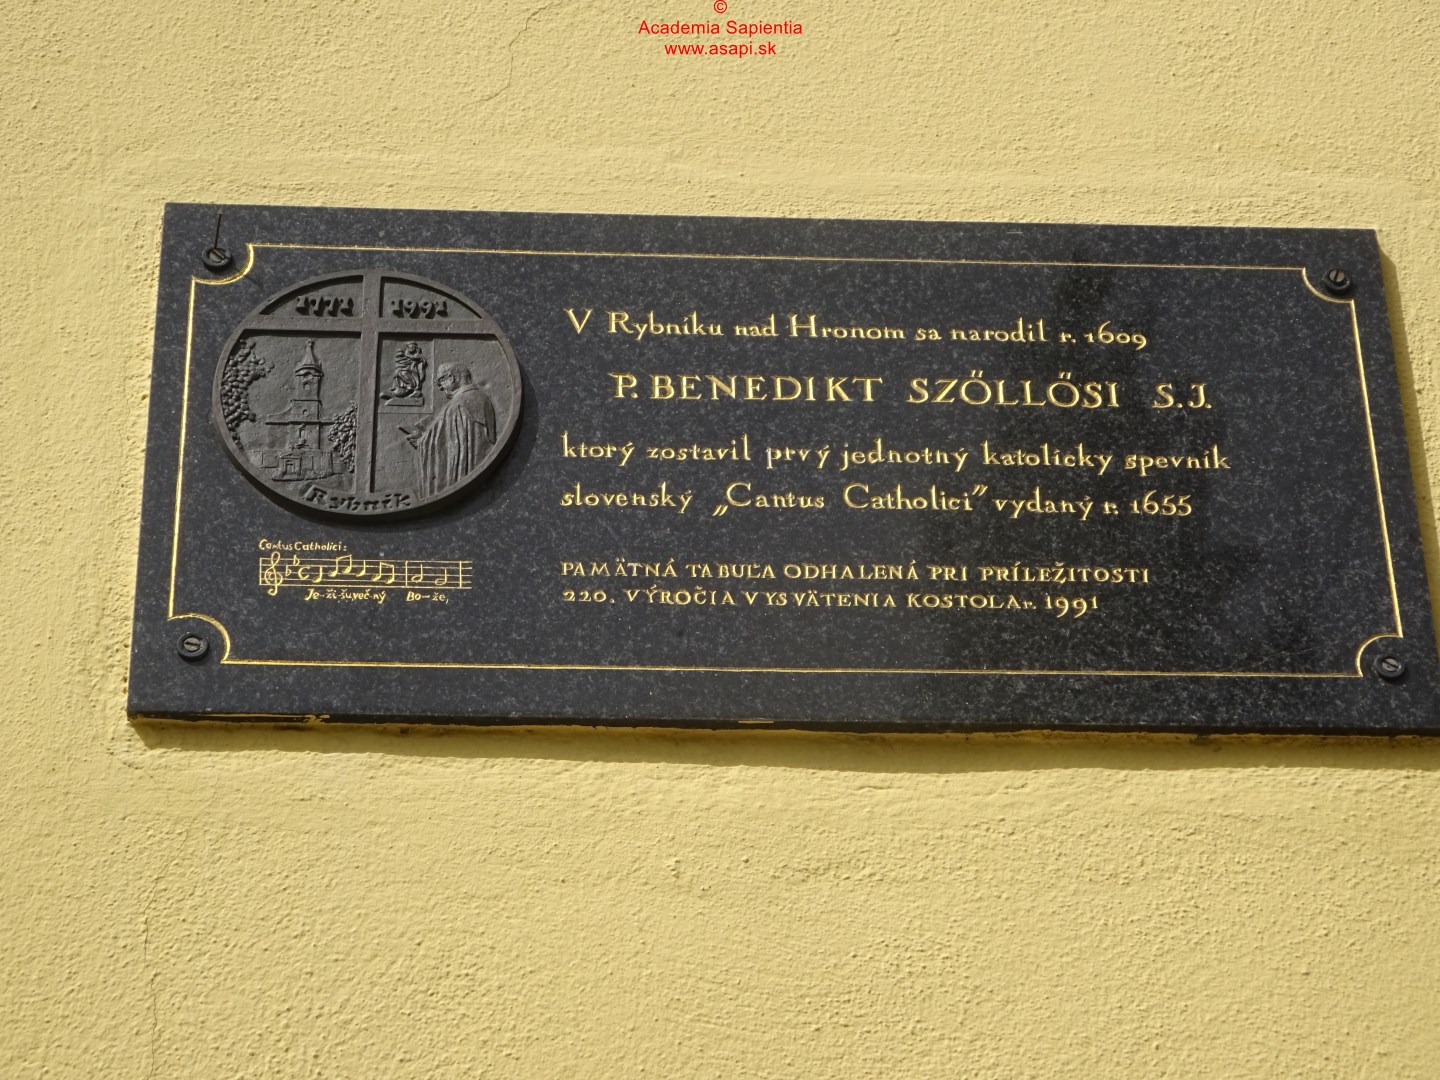 ©
Academia Sapientia
www.asapi.sk
1771 1991
Rybník
V Rybníku nad Hronom sa narodil r. 1609
P. BENEDIKT SZŐLLŐSI S.J.
ktorý zostavil prvý jednotný katolícky spevník
slovenský „Cantus Catholici” vydaný r. 1655
Cantus Catholici:
Je-ži-šu, več-ný Bo-že,
PAMÄTNÁ TABUĽA ODHALENÁ PRI PRÍLEŽITOSTI
220. VÝROČIA VYSVÄTENIA KOSTOLA r. 1991